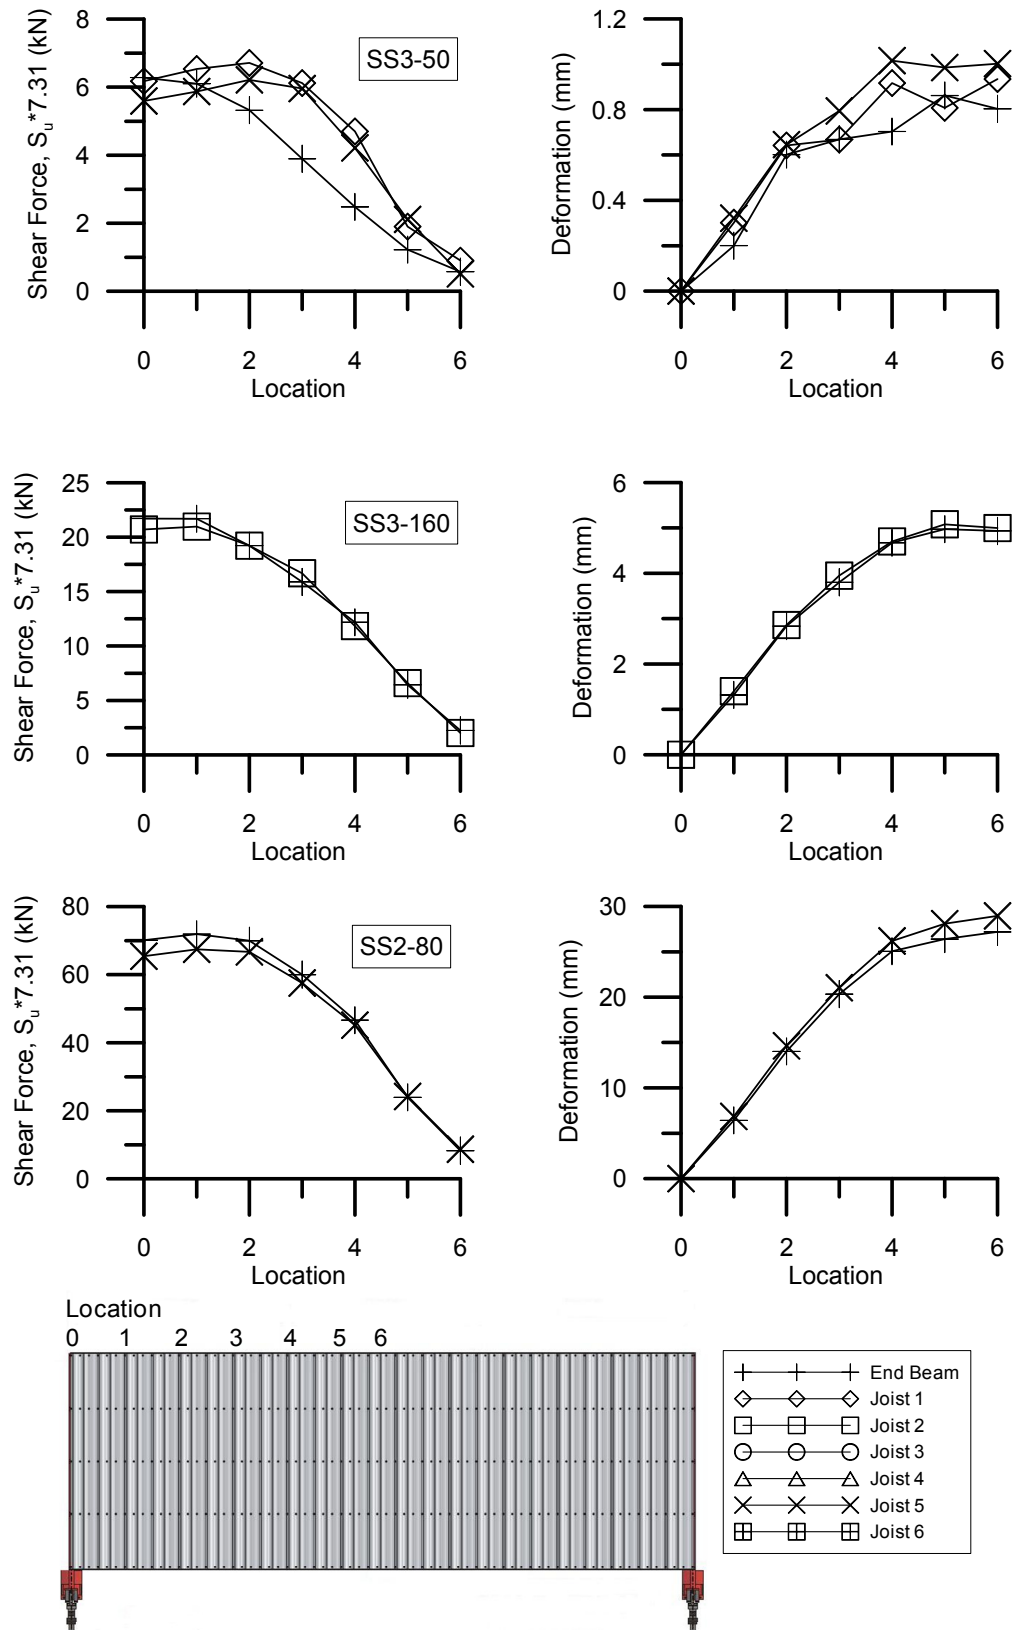 Shear Force, Su*7.31 (kN)
8
6
4
2
0
SS3-50
0 2 4 6
Location
Deformation (mm)
1.2
0.8
0.4
0
0 2 4 6
Location
Shear Force, Su*7.31 (kN)
25
20
15
10
5
0
SS3-160
0 2 4 6
Location
Deformation (mm)
6
4
2
0
0 2 4 6
Location
Shear Force, Su*7.31 (kN)
80
60
40
20
0
SS2-80
0 2 4 6
Location
Deformation (mm)
30
20
10
0
0 2 4 6
Location
Location
0 1 2 3 4 5 6
End Beam
Joist 1
Joist 2
Joist 3
Joist 4
Joist 5
Joist 6